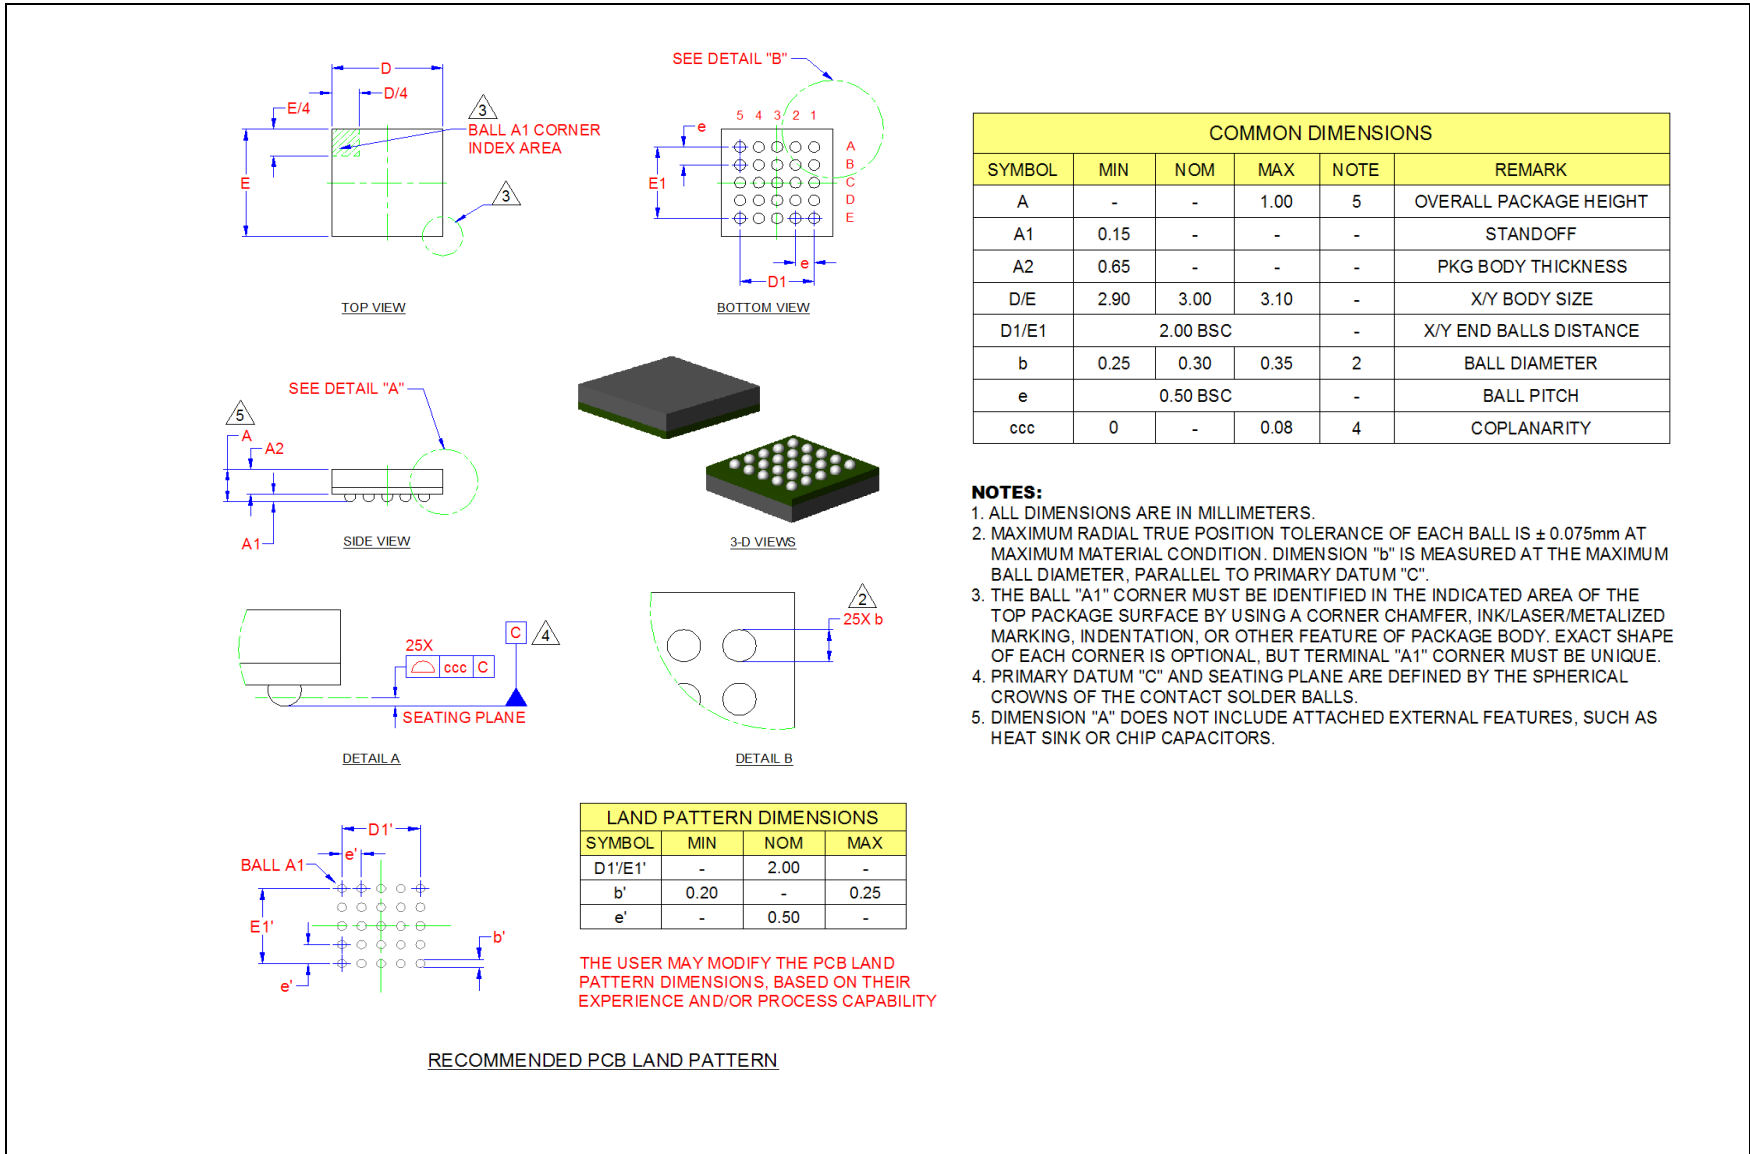 D
D/4
E/4
3
BALL A1 CORNER
INDEX AREA
E
3
TOP VIEW
SEE DETAIL "B"
5 4 3 2 1
e
A
B
C
D
E
E1
e
D1
BOTTOM VIEW
SEE DETAIL "A"
5
A
A2
A1
SIDE VIEW
3-D VIEWS
25X
ccc C
C
4
SEATING PLANE
DETAIL A
2
25X b
DETAIL B
D1'
e'
BALL A1
E1'
b'
e'
LAND PATTERN DIMENSIONS
SYMBOL MIN NOM MAX
D1'/E1' - 2.00 -
b' 0.20 - 0.25
e' - 0.50 -
THE USER MAY MODIFY THE PCB LAND
PATTERN DIMENSIONS, BASED ON THEIR
EXPERIENCE AND/OR PROCESS CAPABILITY
RECOMMENDED PCB LAND PATTERN
COMMON DIMENSIONS
SYMBOL MIN NOM MAX NOTE REMARK
A - - 1.00 5 OVERALL PACKAGE HEIGHT
A1 0.15 - - - STANDOFF
A2 0.65 - - - PKG BODY THICKNESS
D/E 2.90 3.00 3.10 - X/Y BODY SIZE
D1/E1 2.00 BSC - X/Y END BALLS DISTANCE
b 0.25 0.30 0.35 2 BALL DIAMETER
e 0.50 BSC - BALL PITCH
ccc 0 - 0.08 4 COPLANARITY
NOTES:
1. ALL DIMENSIONS ARE IN MILLIMETERS.
2. MAXIMUM RADIAL TRUE POSITION TOLERANCE OF EACH BALL IS ± 0.075mm AT
MAXIMUM MATERIAL CONDITION. DIMENSION "b" IS MEASURED AT THE MAXIMUM
BALL DIAMETER, PARALLEL TO PRIMARY DATUM "C".
3. THE BALL "A1" CORNER MUST BE IDENTIFIED IN THE INDICATED AREA OF THE
TOP PACKAGE SURFACE BY USING A CORNER CHAMFER, INK/LASER/METALIZED
MARKING, INDENTATION, OR OTHER FEATURE OF PACKAGE BODY. EXACT SHAPE
OF EACH CORNER IS OPTIONAL, BUT TERMINAL "A1" CORNER MUST BE UNIQUE.
4. PRIMARY DATUM "C" AND SEATING PLANE ARE DEFINED BY THE SPHERICAL
CROWNS OF THE CONTACT SOLDER BALLS.
5. DIMENSION "A" DOES NOT INCLUDE ATTACHED EXTERNAL FEATURES, SUCH AS
HEAT SINK OR CHIP CAPACITORS.